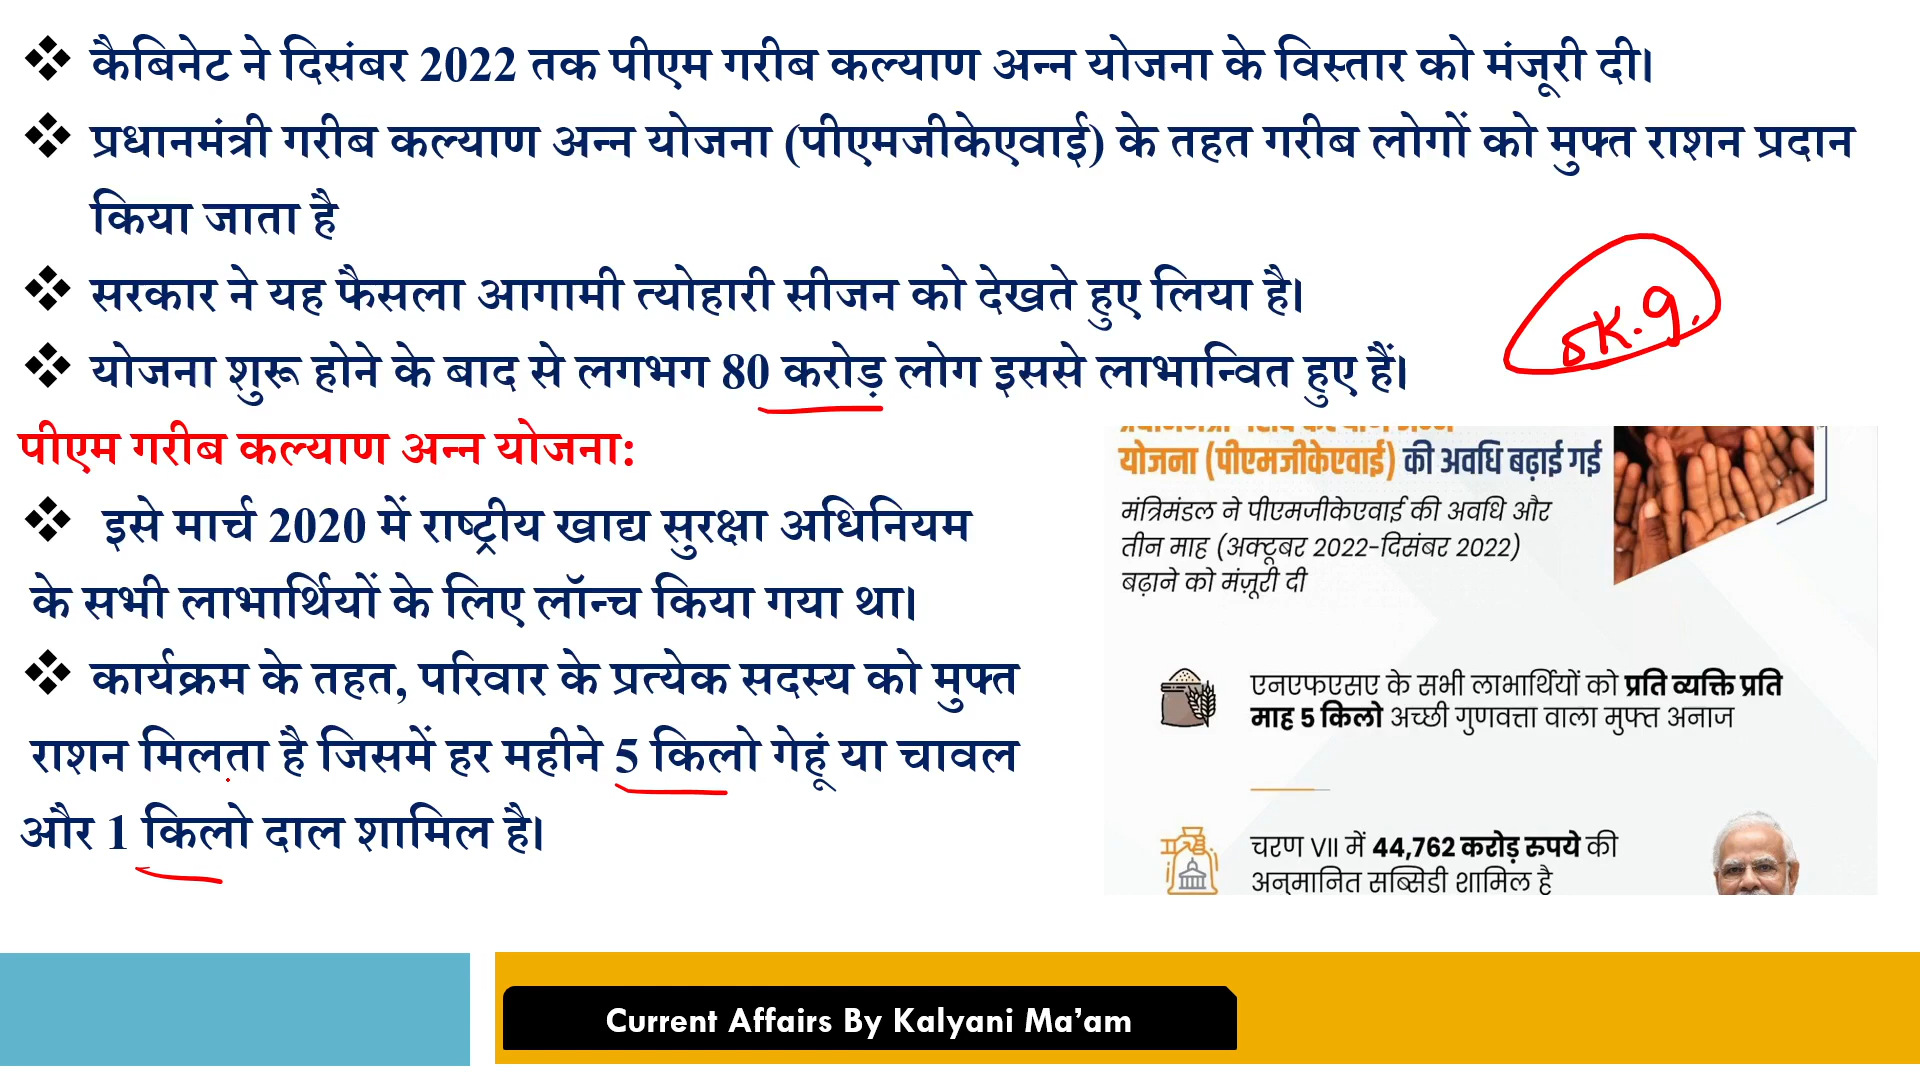 ❖ कैबिनेट ने दिसंबर 2022 तक पीएम गरीब कल्याण अन्न योजना के विस्तार को मंजूरी दी।
❖ प्रधानमंत्री गरीब कल्याण अन्न योजना (पीएमजीकेएवाई) के तहत गरीब लोगों को मुफ्त राशन प्रदान
किया जाता है
❖ सरकार ने यह फैसला आगामी त्योहारी सीजन को देखते हुए लिया है।
❖ योजना शुरू होने के बाद से लगभग 80 करोड़ लोग इससे लाभान्वित हुए हैं।
5K.g.
पीएम गरीब कल्याण अन्न योजना:
❖ इसे मार्च 2020 में राष्ट्रीय खाद्य सुरक्षा अधिनियम
के सभी लाभार्थियों के लिए लॉन्च किया गया था।
❖ कार्यक्रम के तहत, परिवार के प्रत्येक सदस्य को मुफ्त
राशन मिलता है जिसमें हर महीने 5 किलो गेहूं या चावल
और 1 किलो दाल शामिल है।
योजना (पीएमजीकेएवाई) की अवधि बढ़ाई गई
मंत्रिमंडल ने पीएमजीकेएवाई की अवधि और
तीन माह (अक्टूबर 2022-दिसंबर 2022)
बढ़ाने को मंज़ूरी दी
एनएफएसए के सभी लाभार्थियों को प्रति व्यक्ति प्रति
माह 5 किलो अच्छी गुणवत्ता वाला मुफ्त अनाज
चरण VII में 44,762 करोड़ रुपये की
अनुमानित सब्सिडी शामिल है
Current Affairs By Kalyani Ma’am